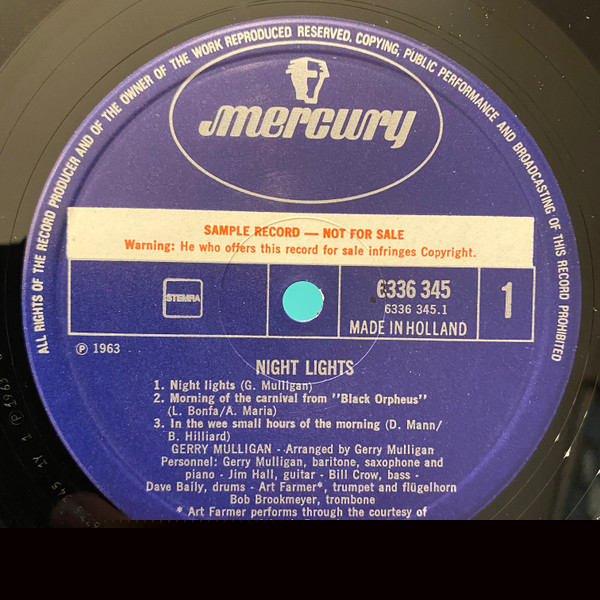 ALL RIGHTS OF THE RECORD PRODUCER AND OF THE OWNER OF THE WORK REPRODUCED RESERVED. COPYING, PUBLIC PERFORMANCE AND BROADCASTING OF THIS RECORD PROHIBITED
mercury
SAMPLE RECORD — NOT FOR SALE
Warning: He who offers this record for sale infringes Copyright.
STEMRA
6336 345
6336 345.1
MADE IN HOLLAND
1
℗ 1963
NIGHT LIGHTS
1. Night lights (G. Mulligan)
2. Morning of the carnival from "Black Orpheus"
(L. Bonfa/A. Maria)
3. In the wee small hours of the morning (D. Mann/
B. Hilliard)
GERRY MULLIGAN - Arranged by Gerry Mulligan
Personnel: Gerry Mulligan, baritone, saxophone and
piano - Jim Hall, guitar - Bill Crow, bass -
Dave Baily, drums - Art Farmer*, trumpet and flügelhorn
Bob Brookmeyer, trombone
* Art Farmer performs through the courtesy of